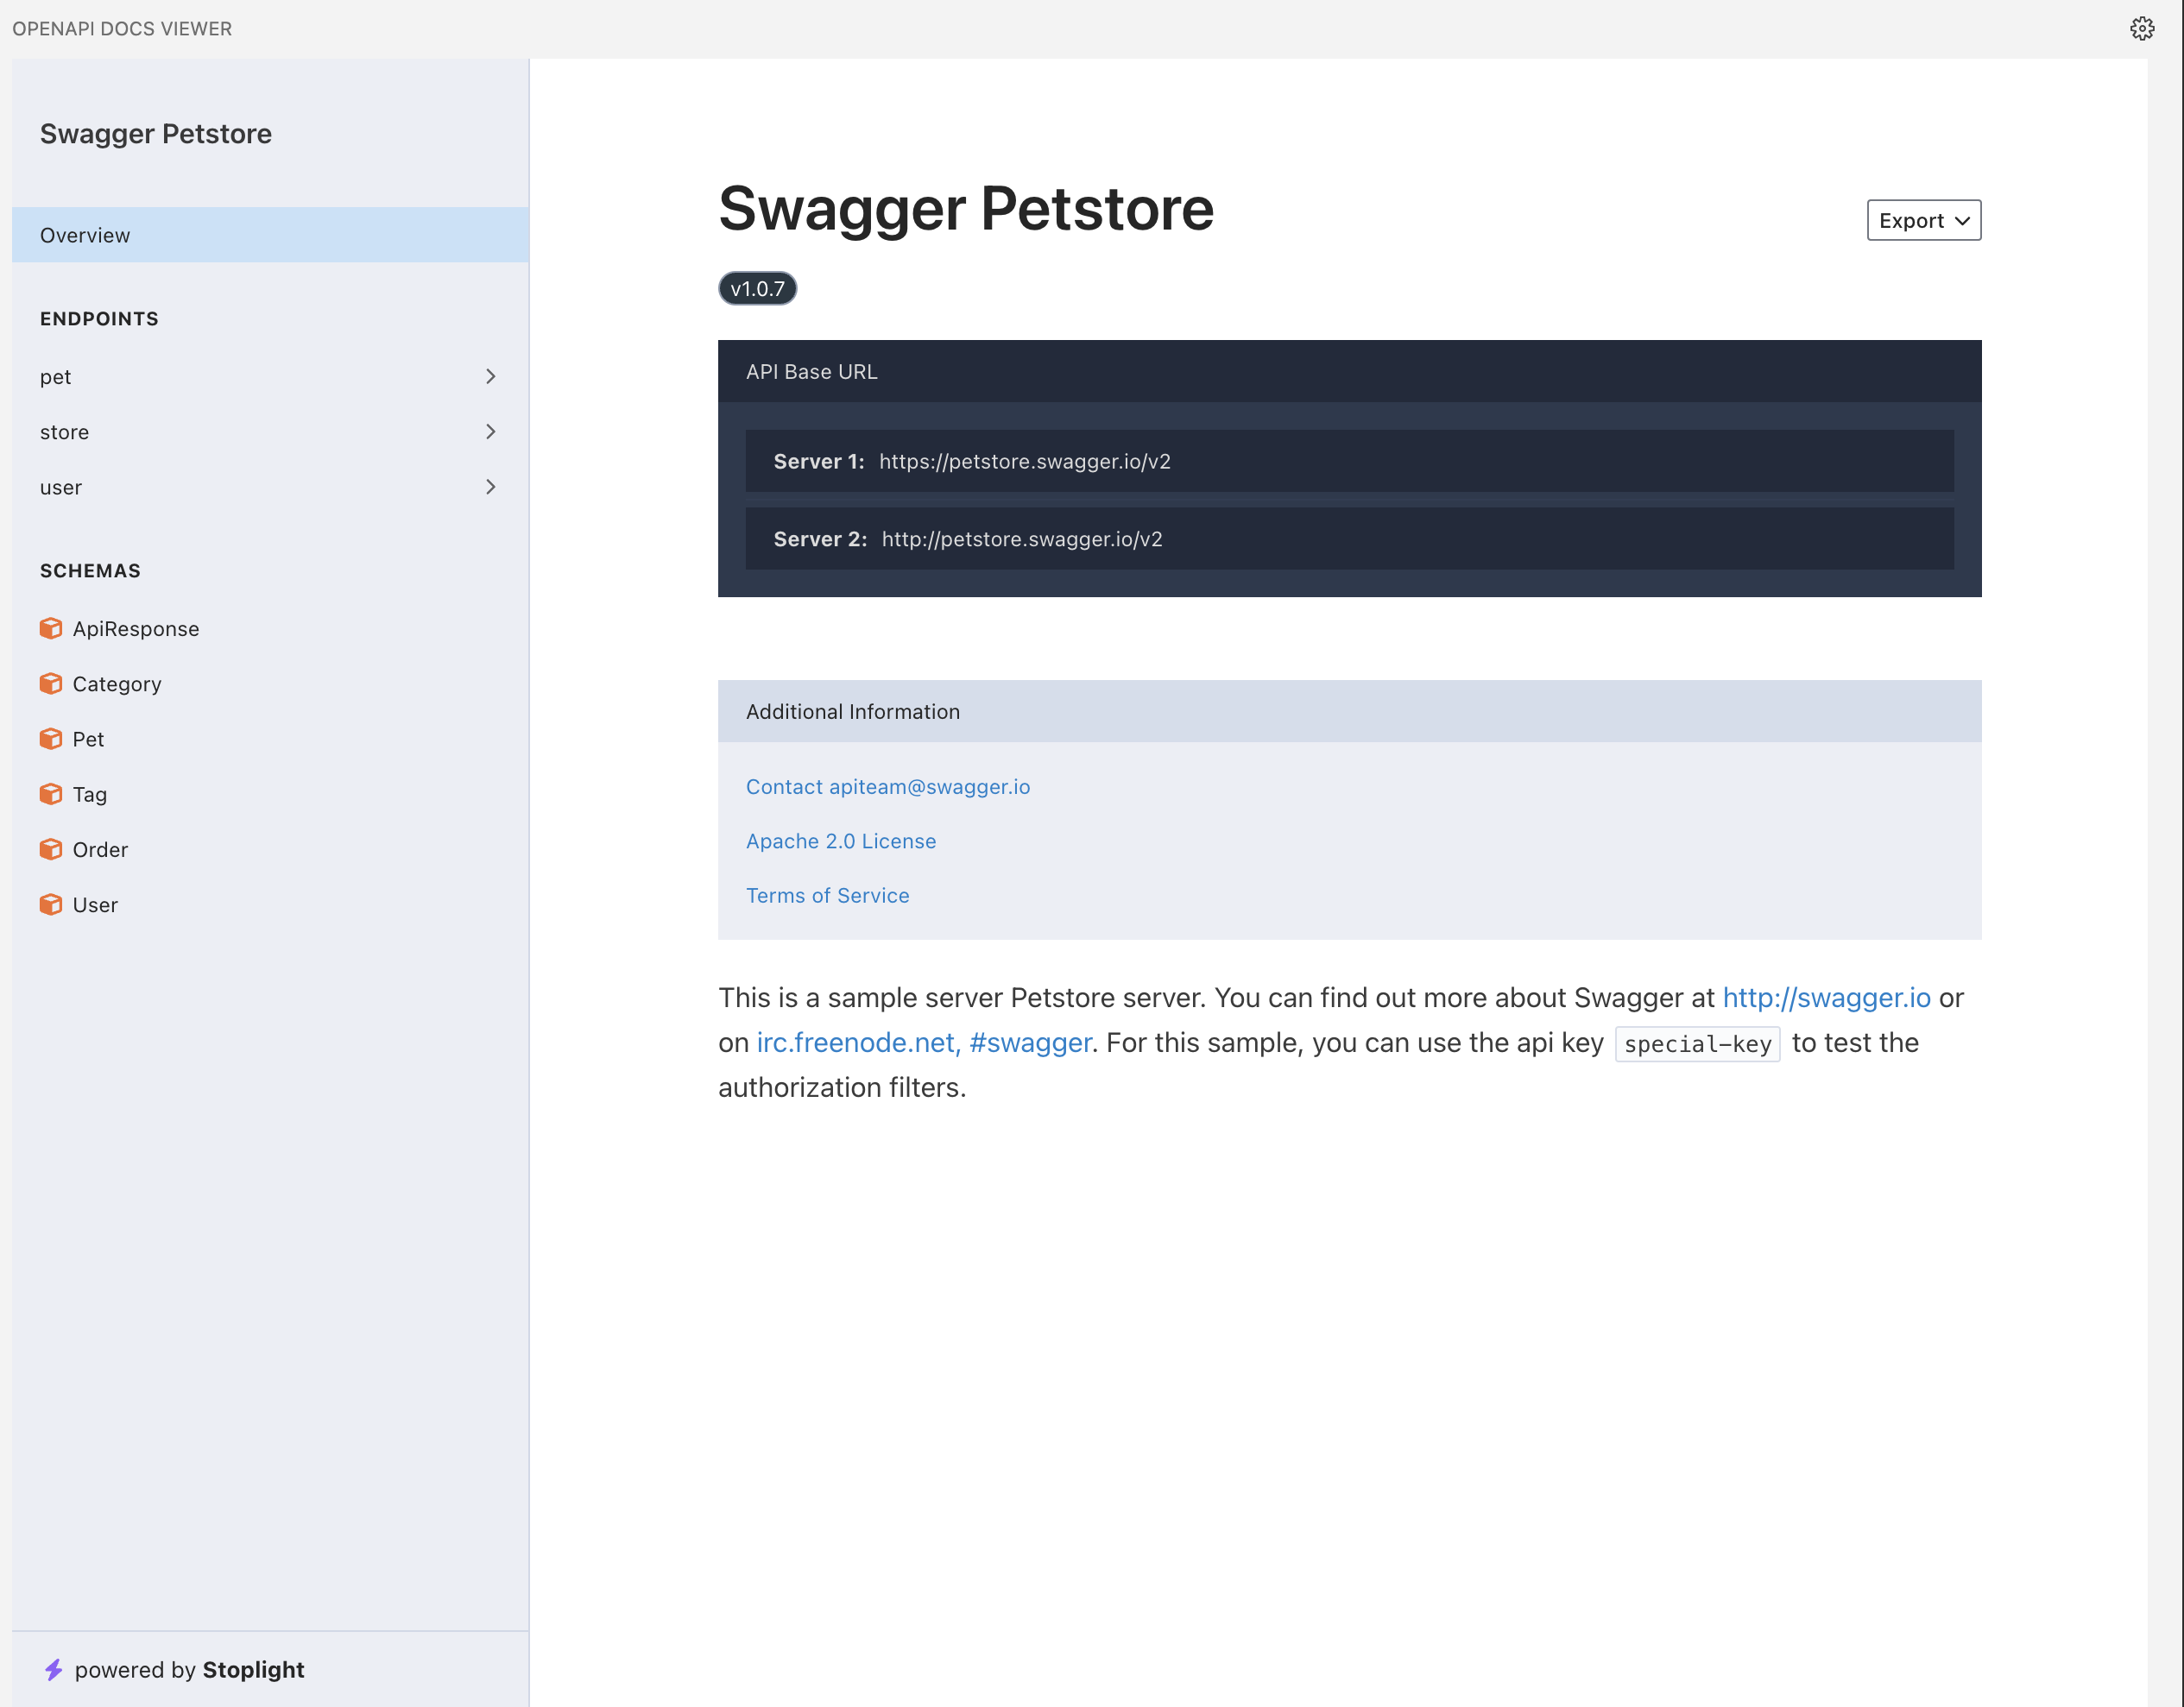 OPENAPI DOCS VIEWER
Swagger Petstore
Overview
ENDPOINTS
pet
store
user
SCHEMAS
ApiResponse
Category
Pet
Tag
Order
User
powered by Stoplight
Swagger Petstore
Export
v1.0.7
API Base URL
Server 1: https://petstore.swagger.io/v2
Server 2: http://petstore.swagger.io/v2
Additional Information
Contact apiteam@swagger.io
Apache 2.0 License
Terms of Service
This is a sample server Petstore server. You can find out more about Swagger at http://swagger.io or
on irc.freenode.net, #swagger. For this sample, you can use the api key special-key to test the
authorization filters.